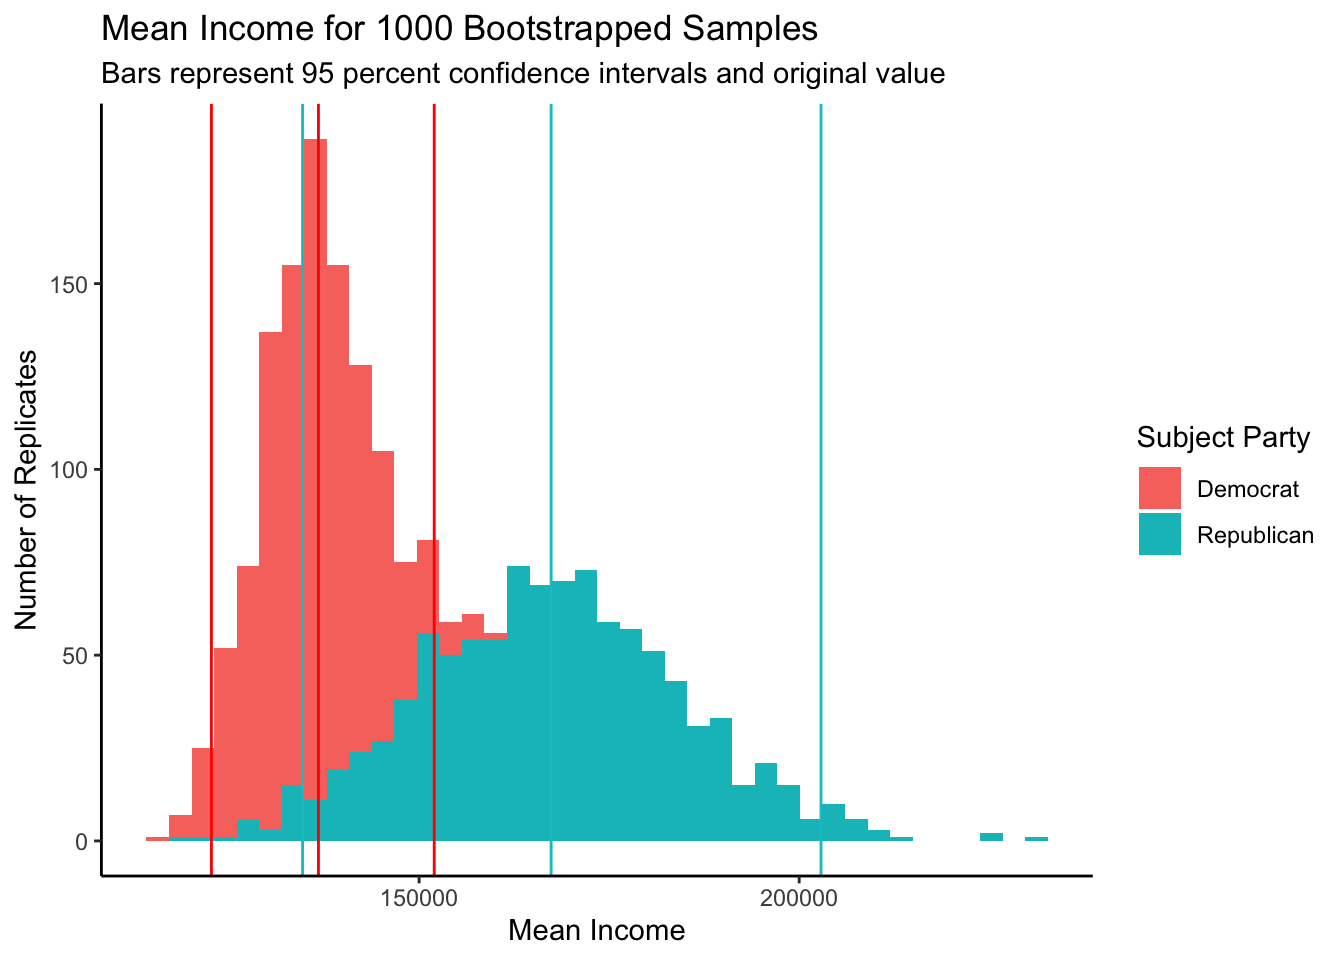 Mean Income for 1000 Bootstrapped Samples
Bars represent 95 percent confidence intervals and original value
Number of Replicates
150
100
50
0
150000
200000
Mean Income
Subject Party
Democrat
Republican